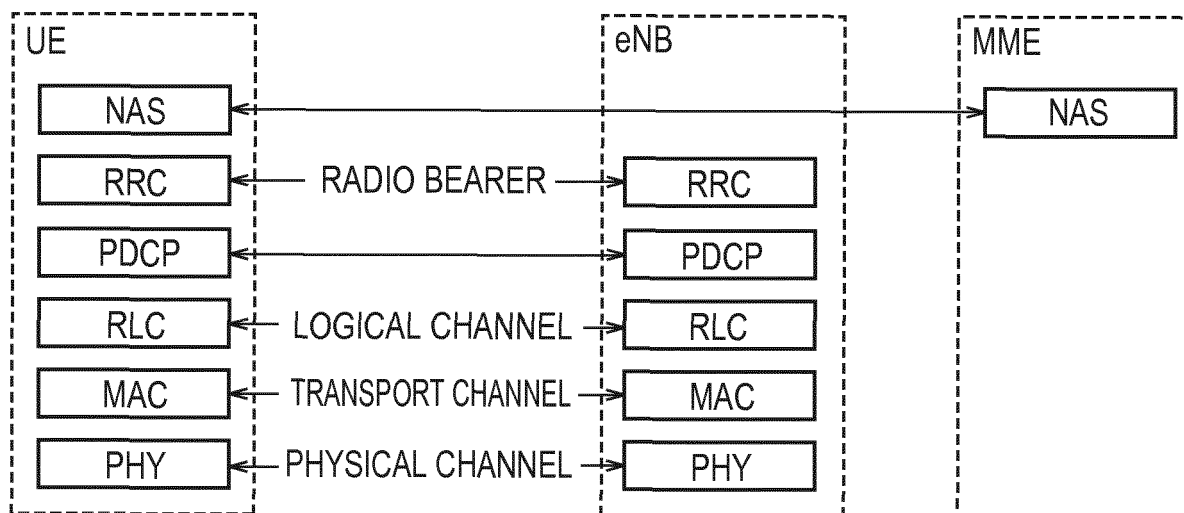 UE
eNB
MME
NAS
NAS
RRC
RADIO BEARER
RRC
PDCP
PDCP
RLC
LOGICAL CHANNEL
RLC
MAC
TRANSPORT CHANNEL
MAC
PHY
PHYSICAL CHANNEL
PHY